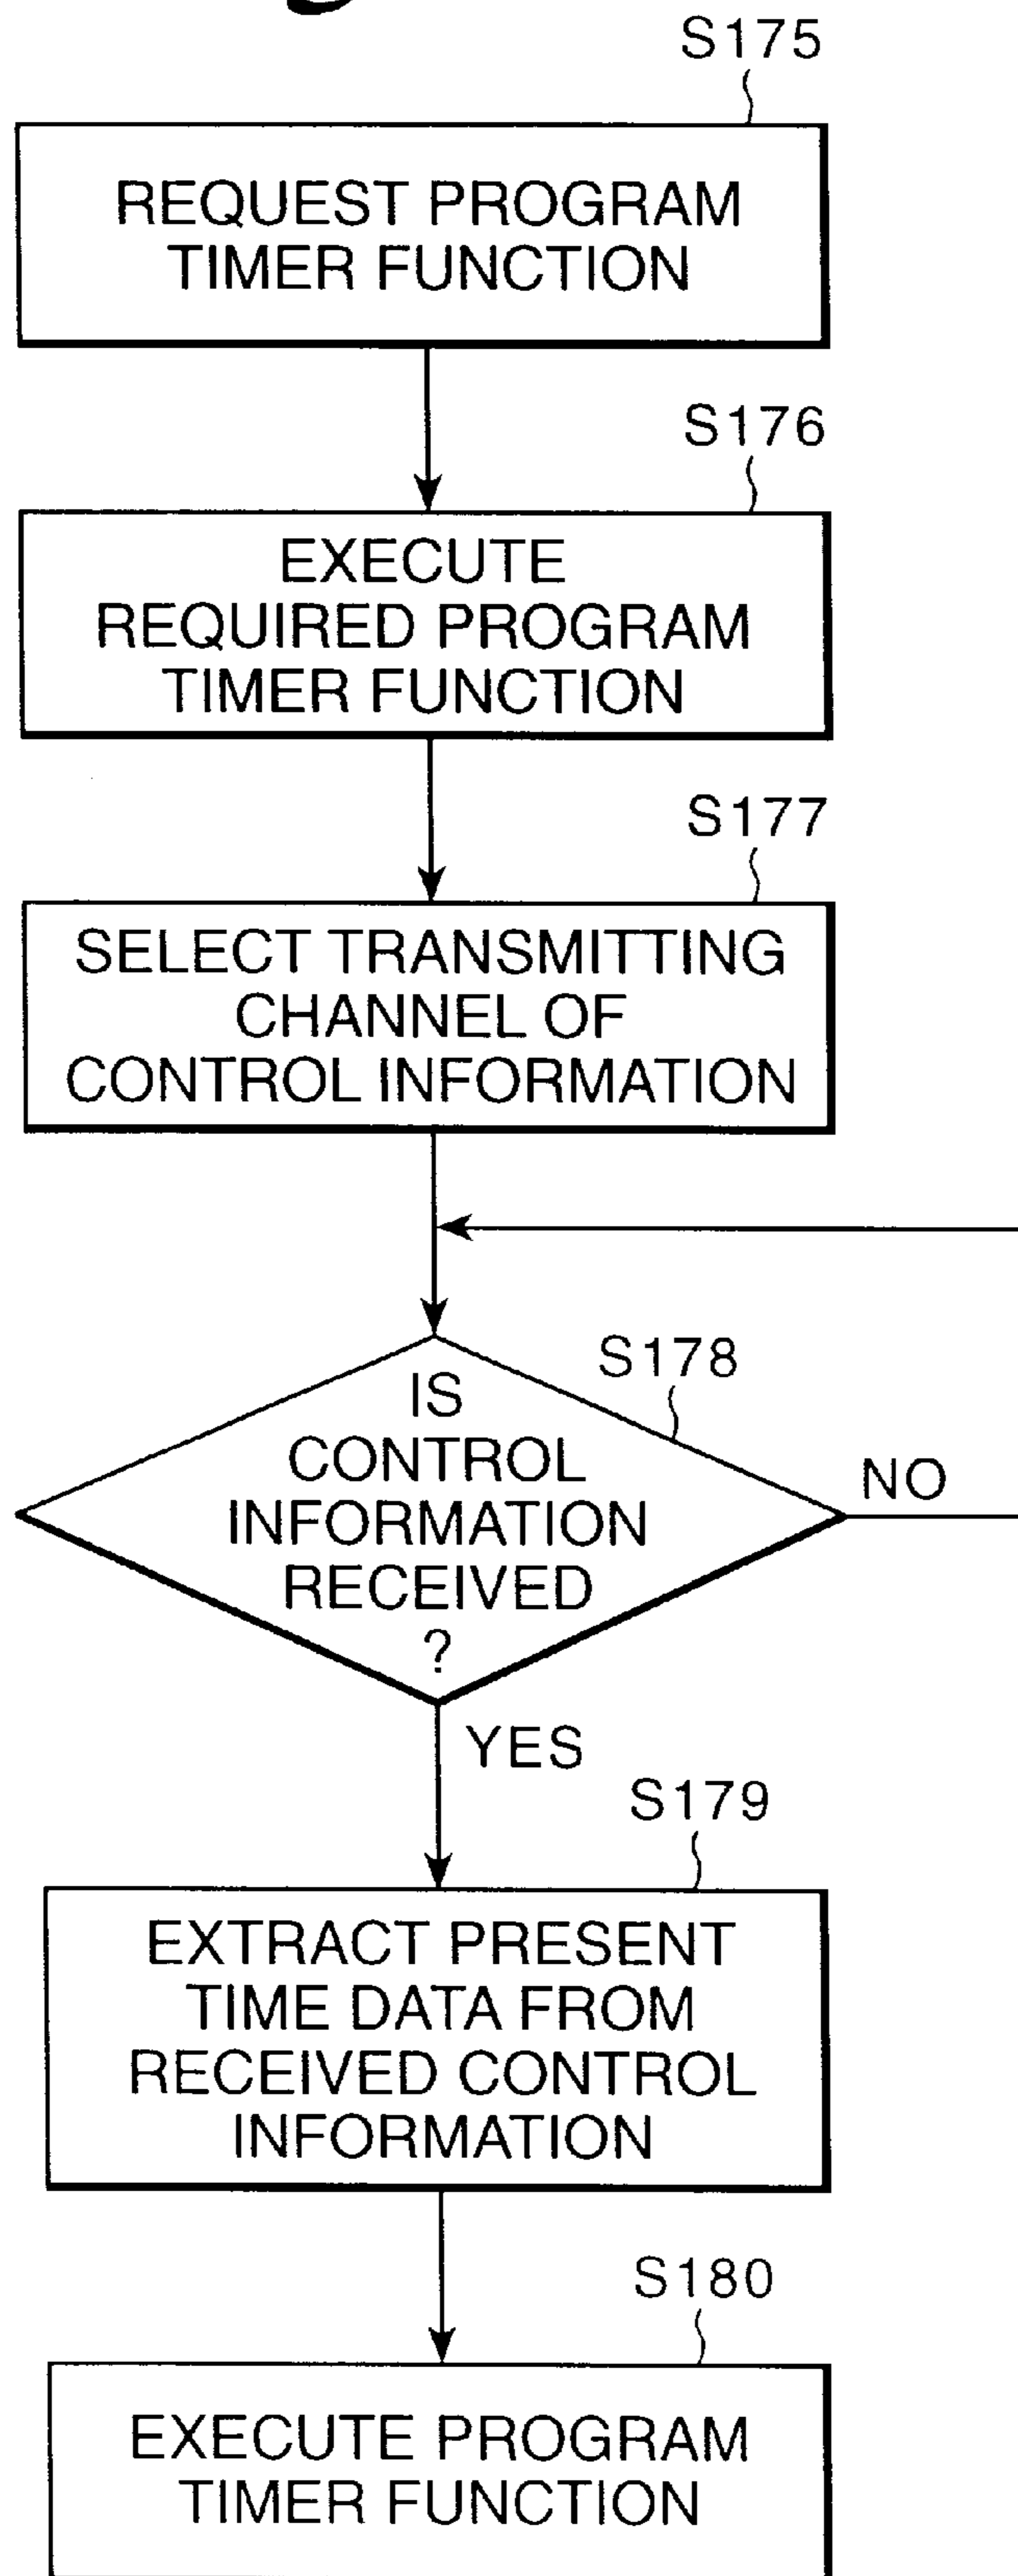 S175
REQUEST PROGRAM
TIMER FUNCTION
S176
EXECUTE
REQUIRED PROGRAM
TIMER FUNCTION
S177
SELECT TRANSMITTING
CHANNEL OF
CONTROL INFORMATION
S178
IS
CONTROL
INFORMATION
RECEIVED
?
NO
YES
S179
EXTRACT PRESENT
TIME DATA FROM
RECEIVED CONTROL
INFORMATION
S180
EXECUTE PROGRAM
TIMER FUNCTION